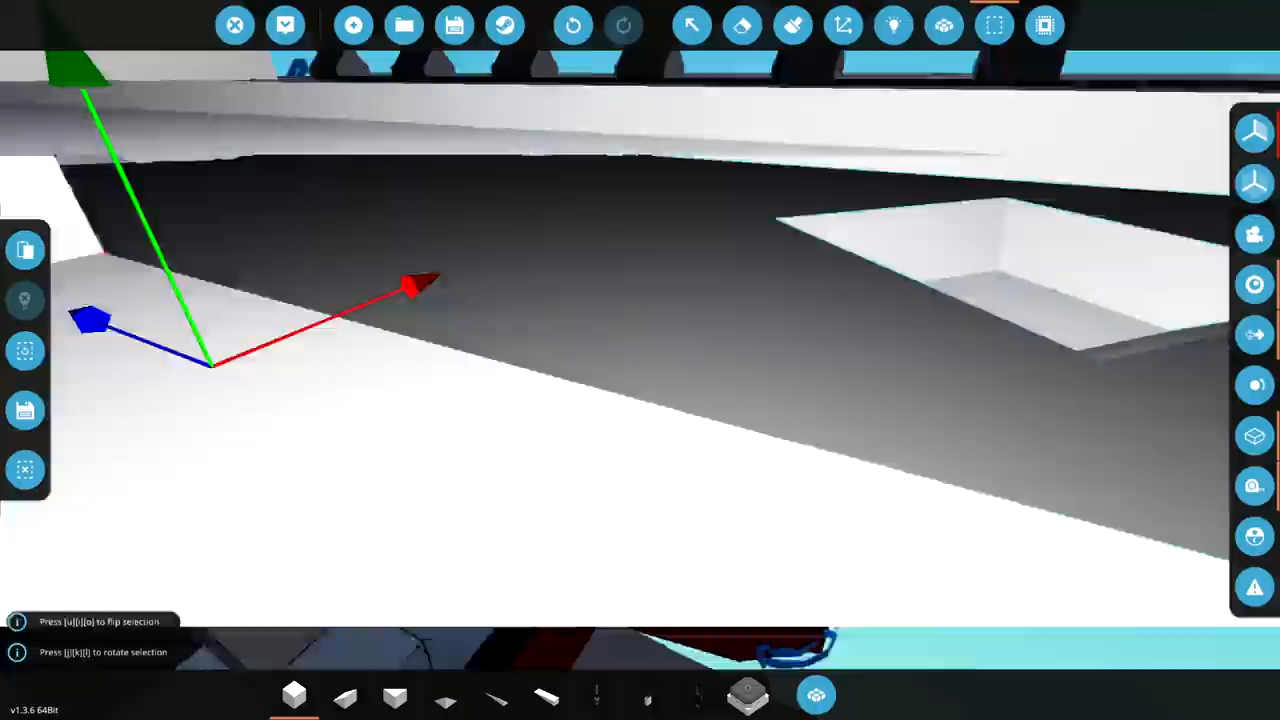 Press [u][i][o] to flip selection
Press [j][k][l] to rotate selection
v1.3.6 64Bit